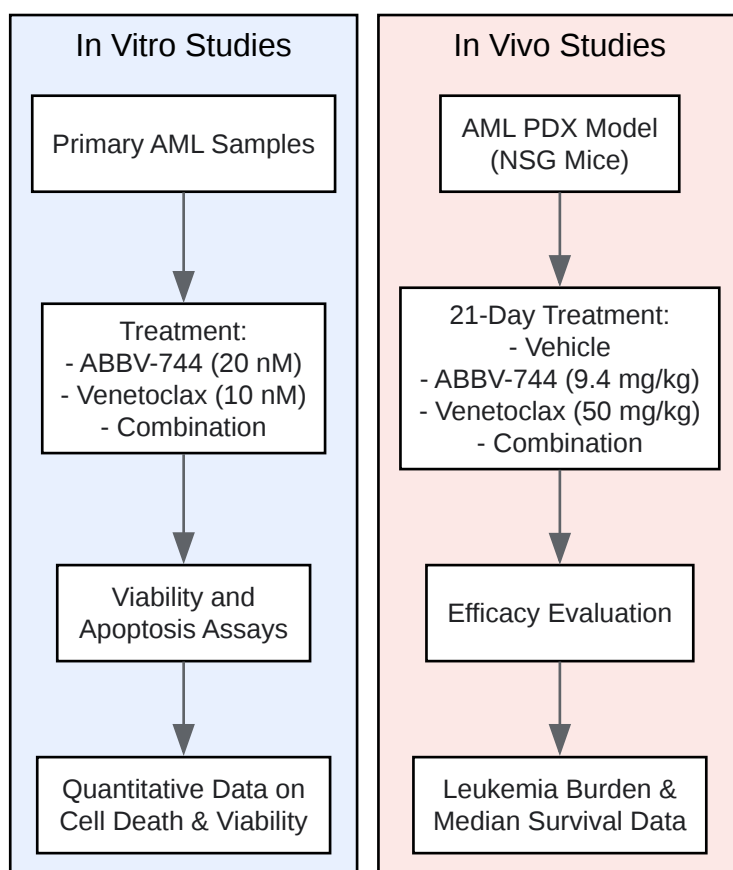 In Vitro Studies
Primary AML Samples
Treatment:
- ABBV-744 (20 nM)
- Venetoclax (10 nM)
- Combination
Viability and
Apoptosis Assays
Quantitative Data on
Cell Death & Viability
In Vivo Studies
AML PDX Model
(NSG Mice)
21-Day Treatment:
- Vehicle
- ABBV-744 (9.4 mg/kg)
- Venetoclax (50 mg/kg)
- Combination
Efficacy Evaluation
Leukemia Burden &
Median Survival Data